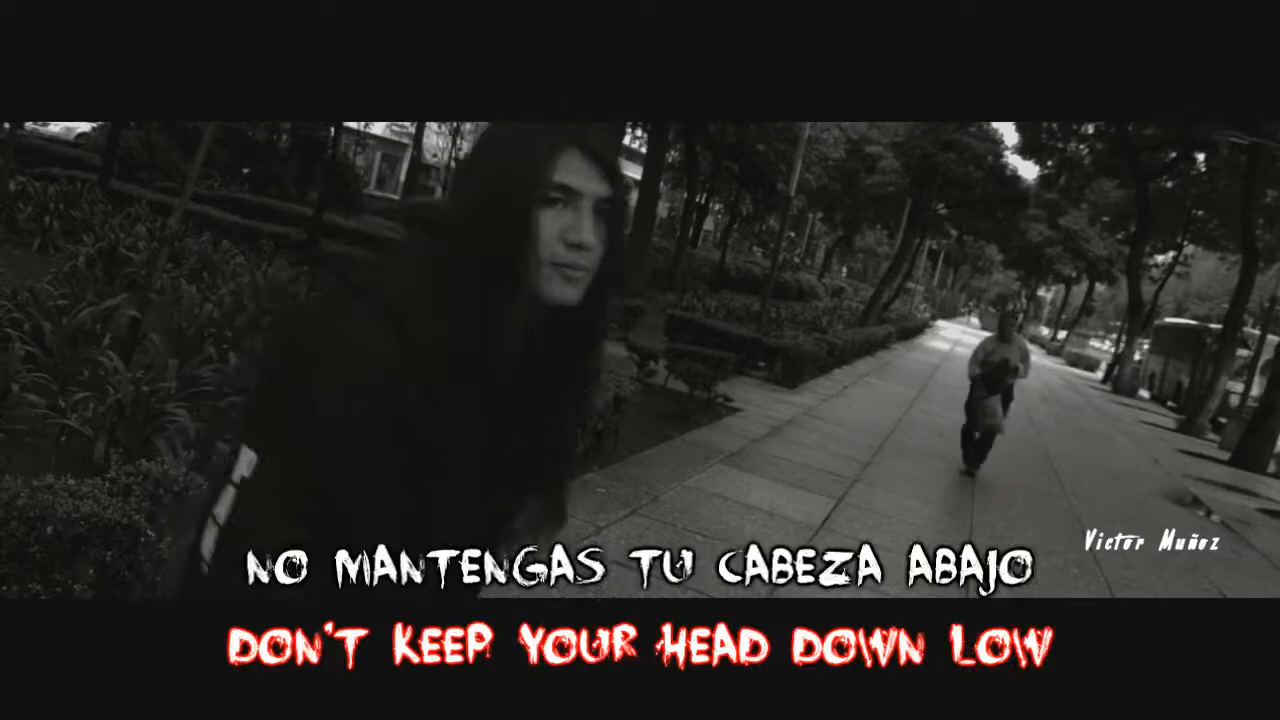 Victor Muñoz
NO MANTENGAS TU CABEZA ABAJO
DON'T KEEP YOUR HEAD DOWN LOW